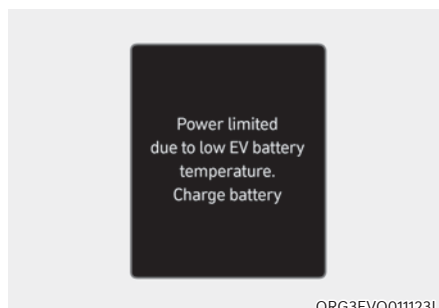 Power limited
due to low EV battery
temperature.
Charge battery